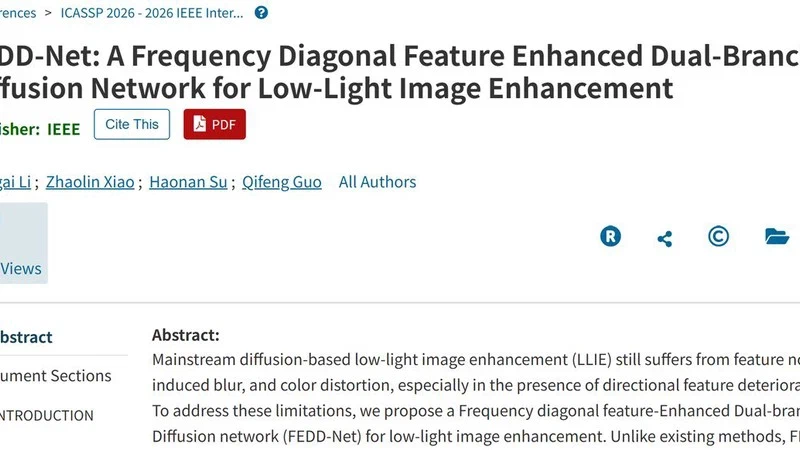 rences > ICASSP 2026 - 2026 IEEE Inter...
DD-Net: A Frequency Diagonal Feature Enhanced Dual-Branc
ffusion Network for Low-Light Image Enhancement
isher: IEEE Cite This PDF
gai Li ; Zhaolin Xiao ; Haonan Su ; Qifeng Guo All Authors
Views
R
©
bstract
Abstract:
Mainstream diffusion-based low-light image enhancement (LLIE) still suffers from feature no
ument Sections
induced blur, and color distortion, especially in the presence of directional feature deteriora
To address these limitations, we propose a Frequency diagonal feature-Enhanced Dual-bran
NTRODUCTION
Diffusion network (FEDD-Net) for low-light image enhancement. Unlike existing methods, F